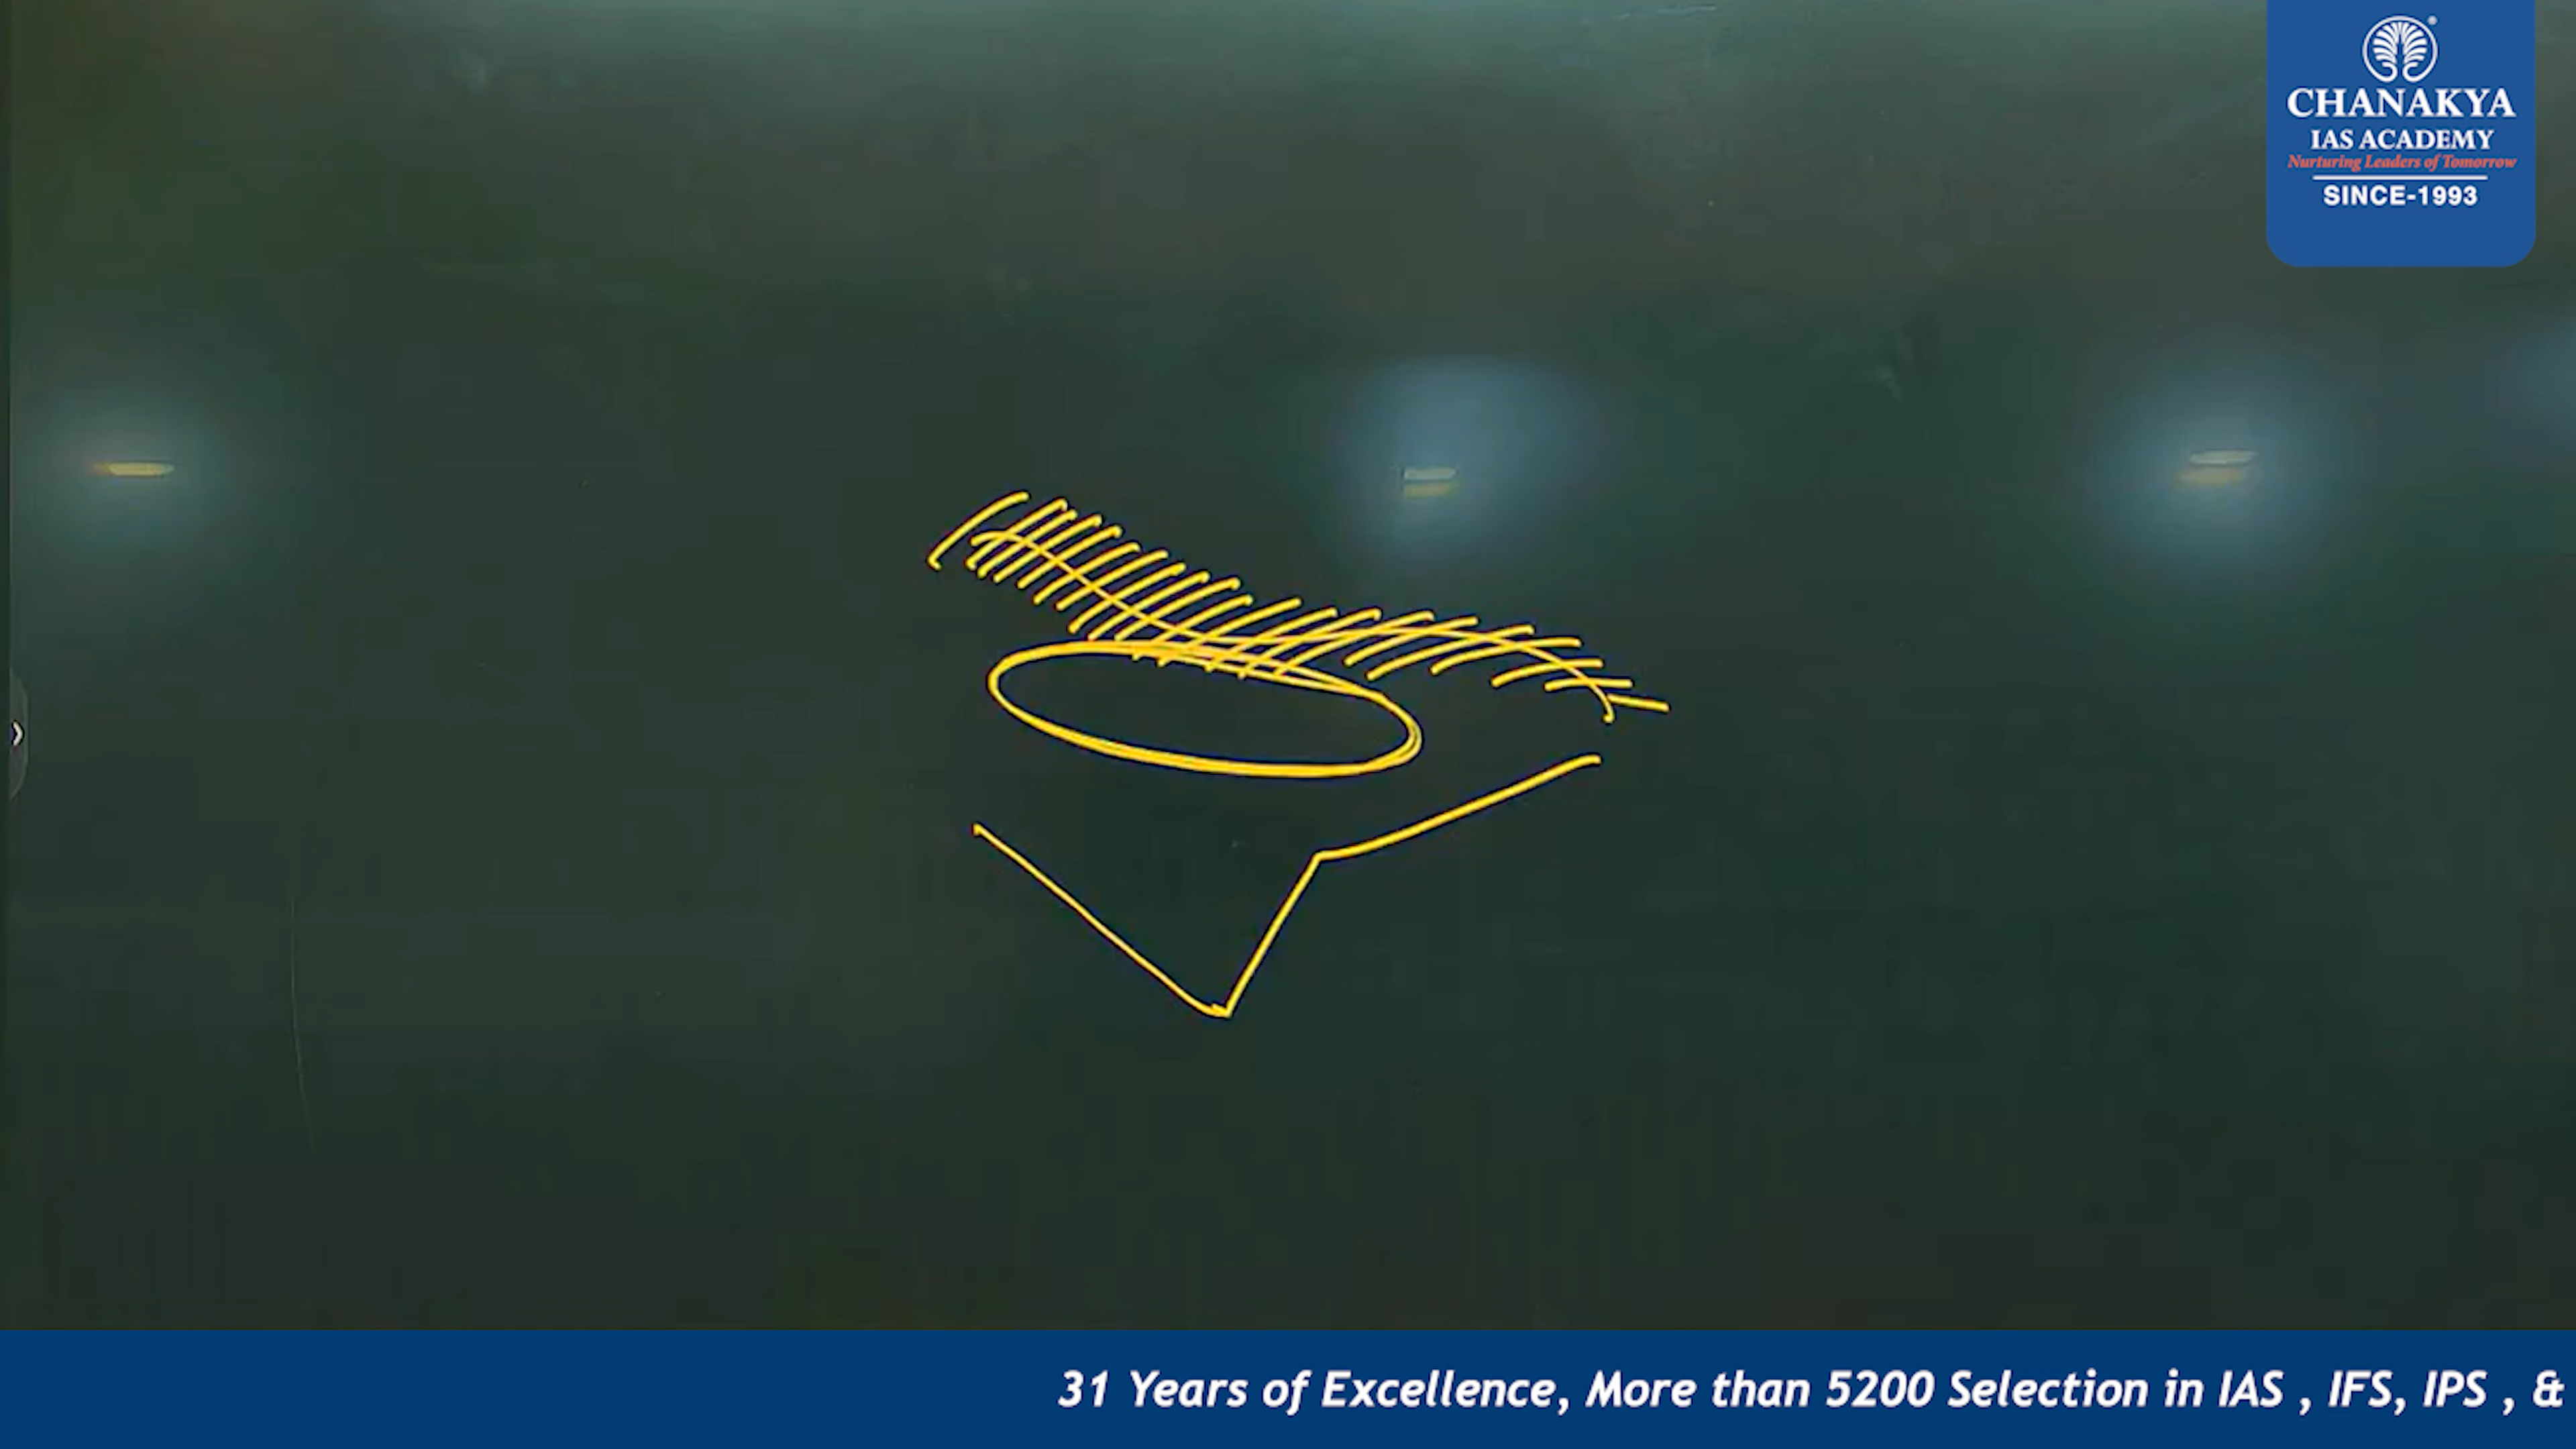 CHANAKYA
IAS ACADEMY
Nurturing Leaders of Tomorrow
SINCE-1993
31 Years of Excellence, More than 5200 Selection in IAS , IFS, IPS , &